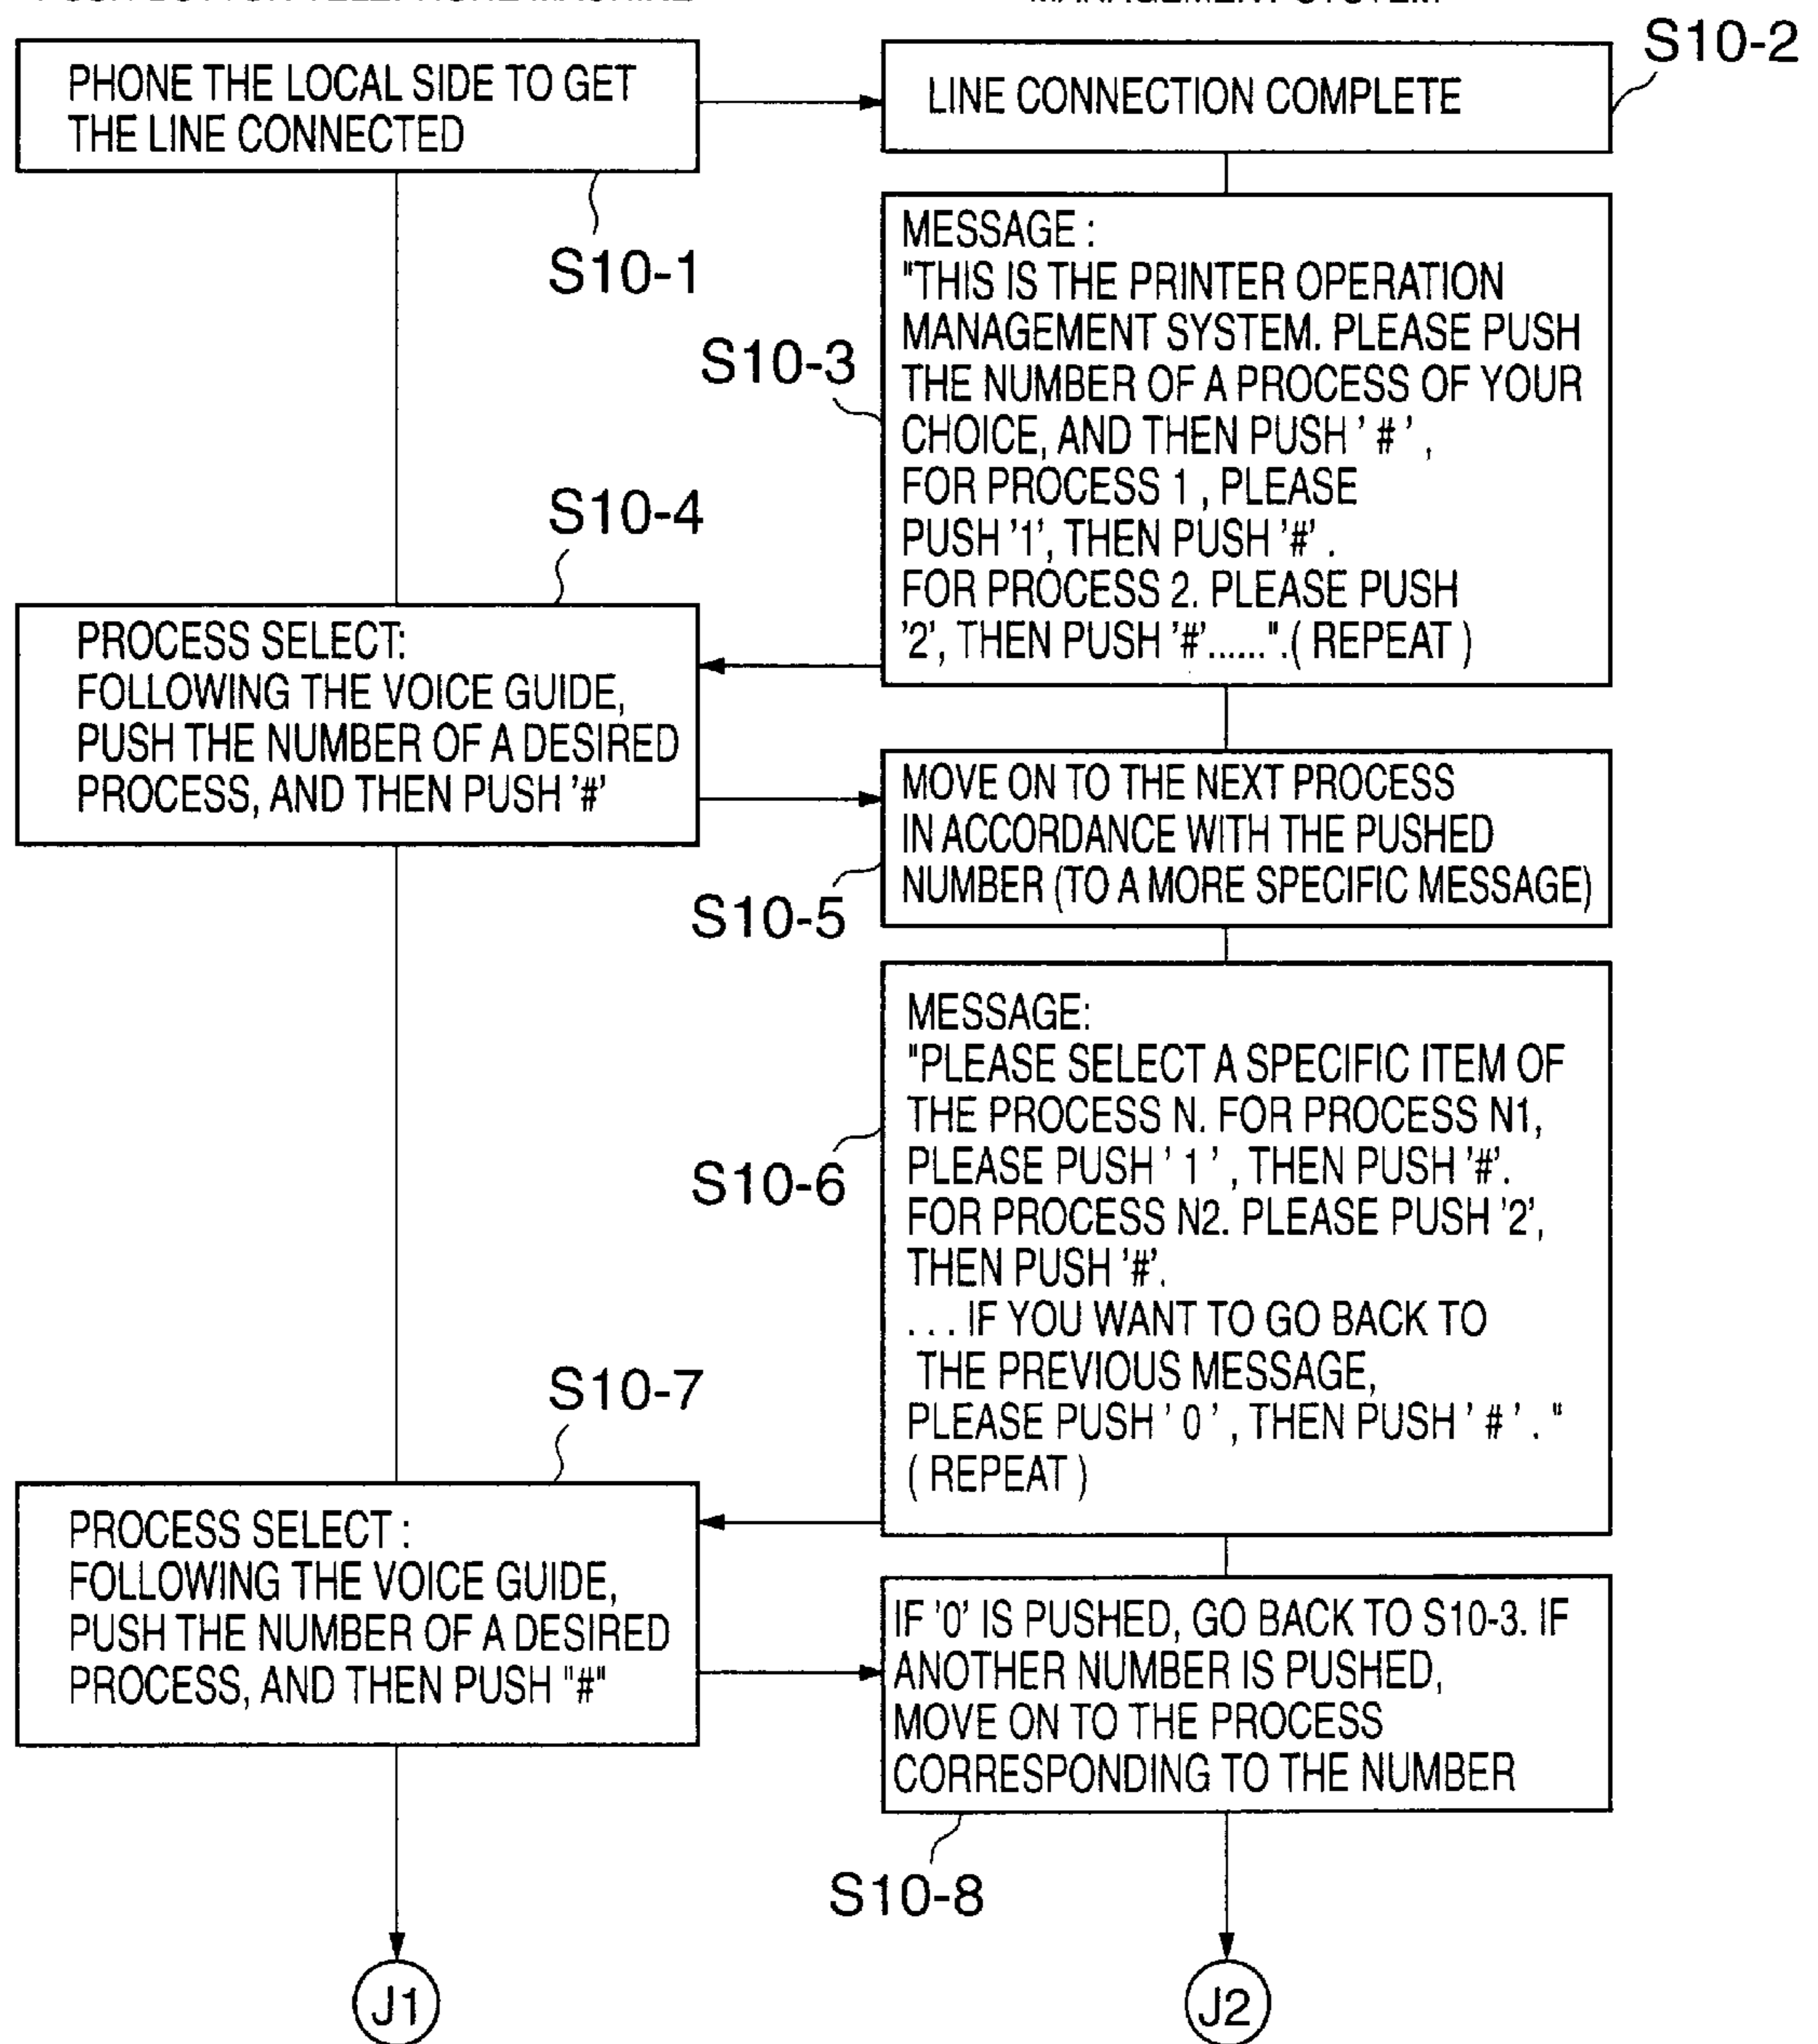 PUSH BUTTON TELEPHONE MACHINE
MANAGEMENT SYSTEM
PHONE THE LOCAL SIDE TO GET
THE LINE CONNECTED
S10-1
LINE CONNECTION COMPLETE
S10-2
MESSAGE :
"THIS IS THE PRINTER OPERATION
MANAGEMENT SYSTEM. PLEASE PUSH
THE NUMBER OF A PROCESS OF YOUR
CHOICE, AND THEN PUSH ' # ' ,
FOR PROCESS 1 , PLEASE
PUSH '1', THEN PUSH '#' .
FOR PROCESS 2. PLEASE PUSH
'2', THEN PUSH '#'......".( REPEAT )
S10-3
S10-4
PROCESS SELECT:
FOLLOWING THE VOICE GUIDE,
PUSH THE NUMBER OF A DESIRED
PROCESS, AND THEN PUSH '#'
MOVE ON TO THE NEXT PROCESS
IN ACCORDANCE WITH THE PUSHED
NUMBER (TO A MORE SPECIFIC MESSAGE)
S10-5
MESSAGE:
"PLEASE SELECT A SPECIFIC ITEM OF
THE PROCESS N. FOR PROCESS N1,
PLEASE PUSH ' 1 ' , THEN PUSH '#'.
FOR PROCESS N2. PLEASE PUSH '2',
THEN PUSH '#'.
. . . IF YOU WANT TO GO BACK TO
THE PREVIOUS MESSAGE,
PLEASE PUSH ' 0 ' , THEN PUSH ' # ' . "
( REPEAT )
S10-6
S10-7
PROCESS SELECT :
FOLLOWING THE VOICE GUIDE,
PUSH THE NUMBER OF A DESIRED
PROCESS, AND THEN PUSH "#"
IF '0' IS PUSHED, GO BACK TO S10-3. IF
ANOTHER NUMBER IS PUSHED,
MOVE ON TO THE PROCESS
CORRESPONDING TO THE NUMBER
S10-8
J1
J2